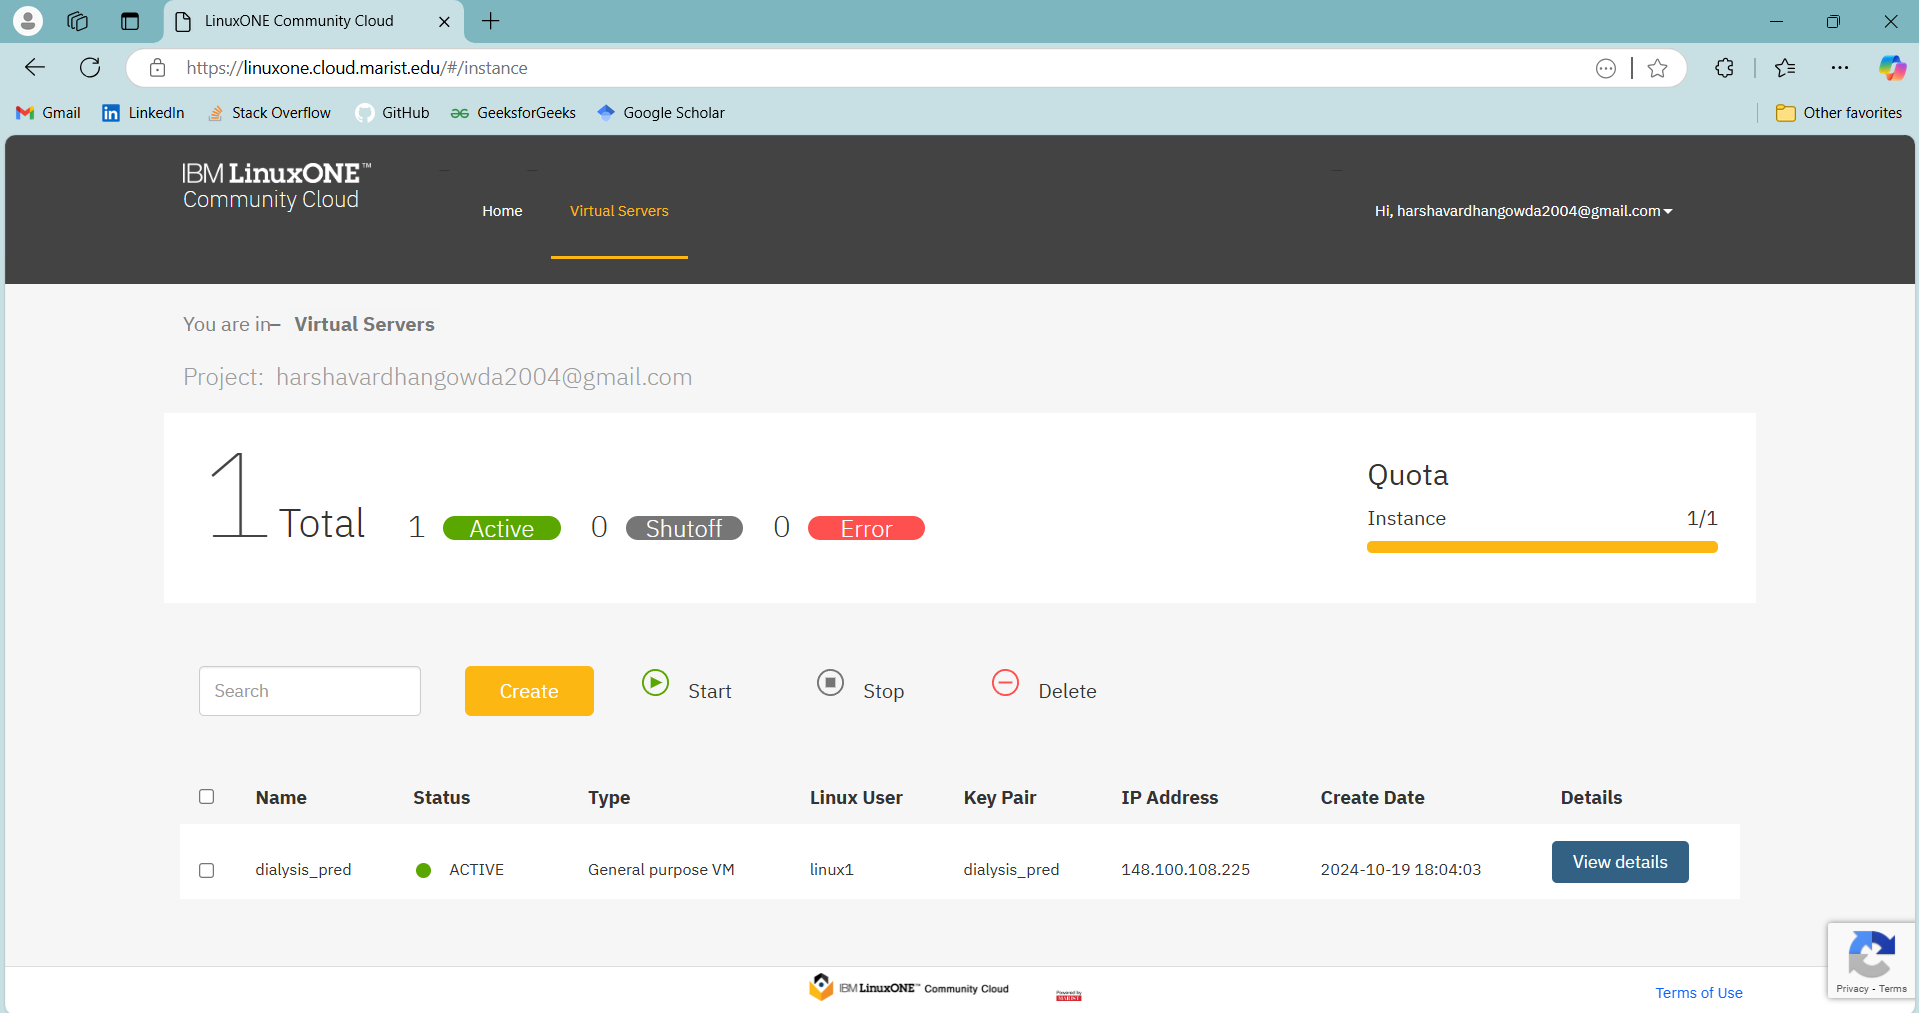 LinuxONE Community Cloud
https://linuxone.cloud.marist.edu/#/instance
Gmail LinkedIn Stack Overflow GitHub GeeksforGeeks Google Scholar Other favorites
IBM LinuxONE™
Community Cloud
Home Virtual Servers Hi, harshavardhangowda2004@gmail.com
You are in– Virtual Servers
Project: harshavardhangowda2004@gmail.com
1 Total 1 Active 0 Shutoff 0 Error
Quota
Instance 1/1
Search Create Start Stop Delete
Name Status Type Linux User Key Pair IP Address Create Date Details
dialysis_pred ACTIVE General purpose VM linux1 dialysis_pred 148.100.108.225 2024-10-19 18:04:03 View details
IBM LinuxONE™ Community Cloud
Powered by
MARIST
Terms of Use
Privacy - Terms